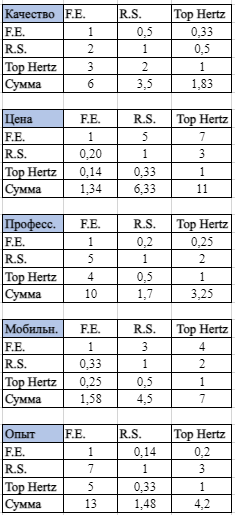 Качество F.E. R.S. Top Hertz
F.E. 1 0,5 0,33
R.S. 2 1 0,5
Top Hertz 3 2 1
Сумма 6 3,5 1,83
Цена F.E. R.S. Top Hertz
F.E. 1 5 7
R.S. 0,20 1 3
Top Hertz 0,14 0,33 1
Сумма 1,34 6,33 11
Професс. F.E. R.S. Top Hertz
F.E. 1 0,2 0,25
R.S. 5 1 2
Top Hertz 4 0,5 1
Сумма 10 1,7 3,25
Мобильн. F.E. R.S. Top Hertz
F.E. 1 3 4
R.S. 0,33 1 2
Top Hertz 0,25 0,5 1
Сумма 1,58 4,5 7
Опыт F.E. R.S. Top Hertz
F.E. 1 0,14 0,2
R.S. 7 1 3
Top Hertz 5 0,33 1
Сумма 13 1,48 4,2